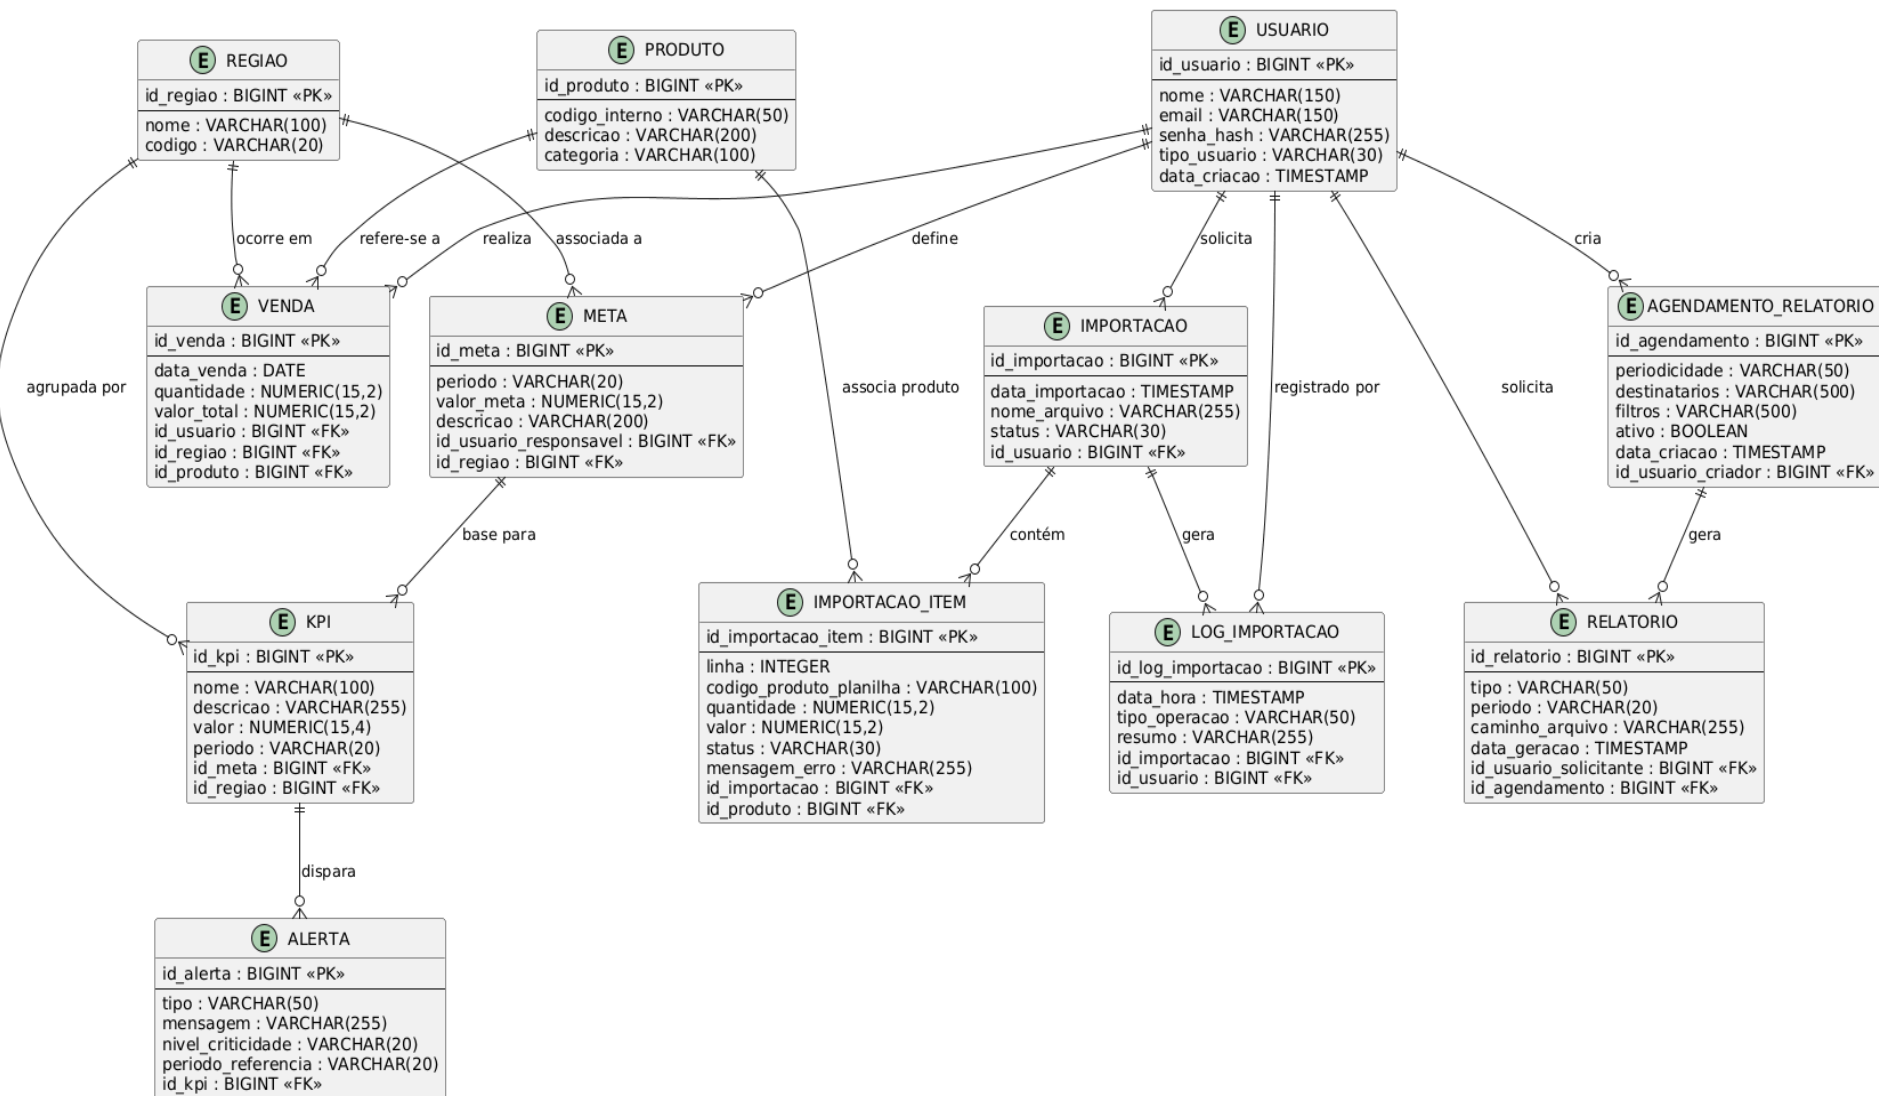 E REGIAO
id_regiao : BIGINT «PK»
nome : VARCHAR(100)
codigo : VARCHAR(20)
E PRODUTO
id_produto : BIGINT «PK»
codigo_interno : VARCHAR(50)
descricao : VARCHAR(200)
categoria : VARCHAR(100)
E USUARIO
id_usuario : BIGINT «PK»
nome : VARCHAR(150)
email : VARCHAR(150)
senha_hash : VARCHAR(255)
tipo_usuario : VARCHAR(30)
data_criacao : TIMESTAMP
ocorre em
refere-se a
realiza
associada a
define
solicita
cria
E VENDA
id_venda : BIGINT «PK»
data_venda : DATE
quantidade : NUMERIC(15,2)
valor_total : NUMERIC(15,2)
id_usuario : BIGINT «FK»
id_regiao : BIGINT «FK»
id_produto : BIGINT «FK»
E META
id_meta : BIGINT «PK»
periodo : VARCHAR(20)
valor_meta : NUMERIC(15,2)
descricao : VARCHAR(200)
id_usuario_responsavel : BIGINT «FK»
id_regiao : BIGINT «FK»
E IMPORTACAO
id_importacao : BIGINT «PK»
data_importacao : TIMESTAMP
nome_arquivo : VARCHAR(255)
status : VARCHAR(30)
id_usuario : BIGINT «FK»
E AGENDAMENTO_RELATORIO
id_agendamento : BIGINT «PK»
periodicidade : VARCHAR(50)
destinatarios : VARCHAR(500)
filtros : VARCHAR(500)
ativo : BOOLEAN
data_criacao : TIMESTAMP
id_usuario_criador : BIGINT «FK»
agrupada por
associa produto
registrado por
solicita
base para
contém
gera
gera
E KPI
id_kpi : BIGINT «PK»
nome : VARCHAR(100)
descricao : VARCHAR(255)
valor : NUMERIC(15,4)
periodo : VARCHAR(20)
id_meta : BIGINT «FK»
id_regiao : BIGINT «FK»
E IMPORTACAO_ITEM
id_importacao_item : BIGINT «PK»
linha : INTEGER
codigo_produto_planilha : VARCHAR(100)
quantidade : NUMERIC(15,2)
valor : NUMERIC(15,2)
status : VARCHAR(30)
mensagem_erro : VARCHAR(255)
id_importacao : BIGINT «FK»
id_produto : BIGINT «FK»
E LOG_IMPORTACAO
id_log_importacao : BIGINT «PK»
data_hora : TIMESTAMP
tipo_operacao : VARCHAR(50)
resumo : VARCHAR(255)
id_importacao : BIGINT «FK»
id_usuario : BIGINT «FK»
E RELATORIO
id_relatorio : BIGINT «PK»
tipo : VARCHAR(50)
periodo : VARCHAR(20)
caminho_arquivo : VARCHAR(255)
data_geracao : TIMESTAMP
id_usuario_solicitante : BIGINT «FK»
id_agendamento : BIGINT «FK»
dispara
E ALERTA
id_alerta : BIGINT «PK»
tipo : VARCHAR(50)
mensagem : VARCHAR(255)
nivel_criticidade : VARCHAR(20)
periodo_referencia : VARCHAR(20)
id_kpi : BIGINT «FK»